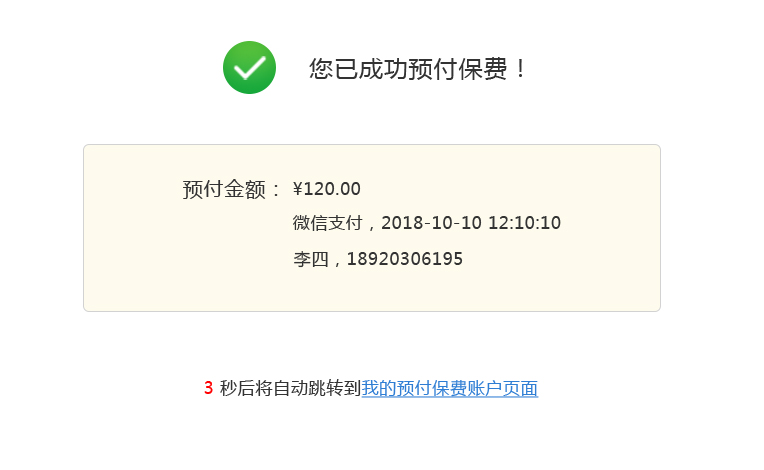 您已成功预付保费！
预付金额： ¥120.00
微信支付，2018-10-10 12:10:10
李四，18920306195
3 秒后将自动跳转到我的预付保费账户页面